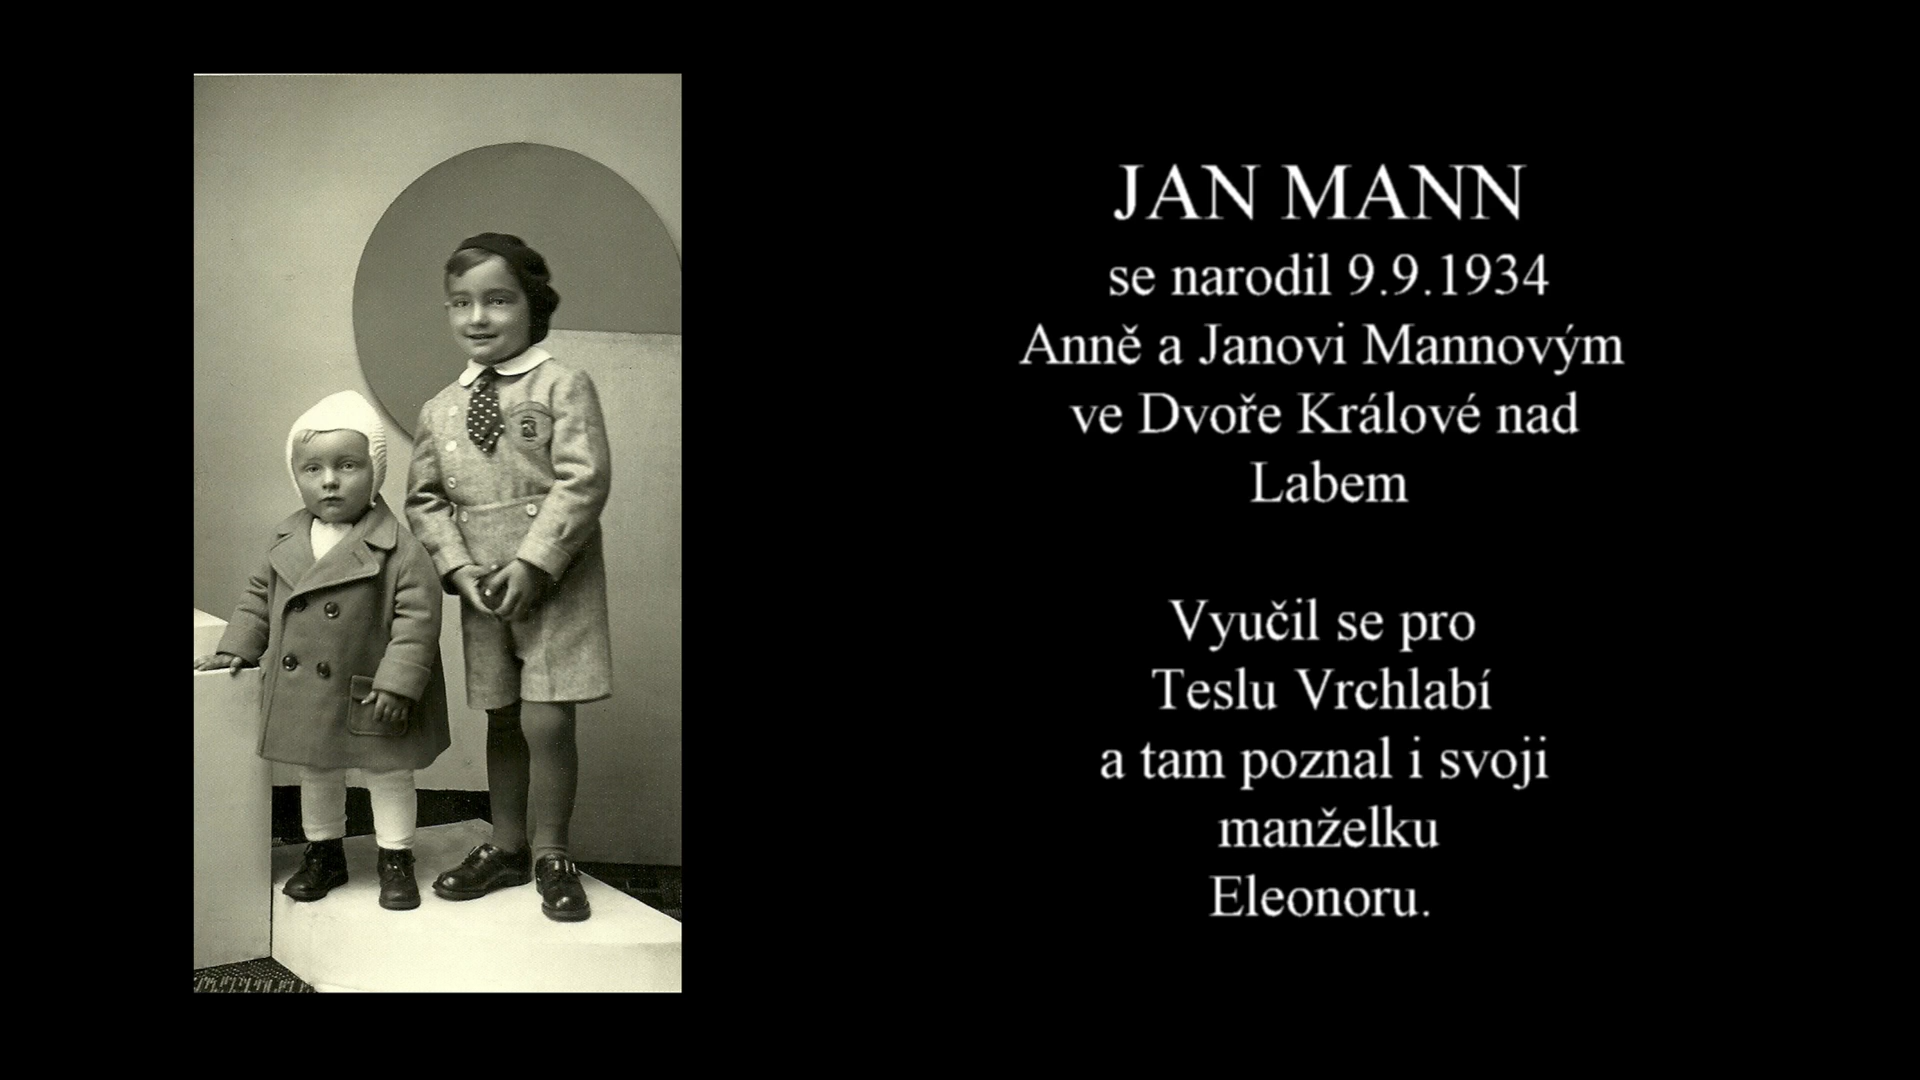 JAN MANN
se narodil 9.9.1934
Anně a Janovi Mannovým
ve Dvoře Králové nad
Labem
Vyučil se pro
Teslu Vrchlabí
a tam poznal i svoji
manželku
Eleonoru.